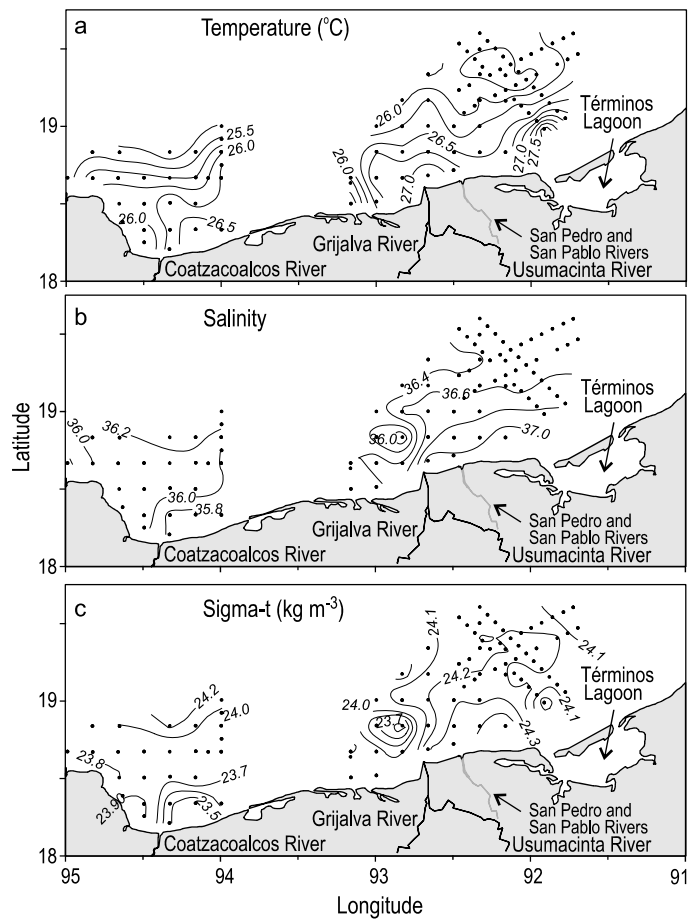 a
Temperature (°C)
25.5
26.0
26.0
26.5
26.0
26.0
26.5
27.0
27.0
27.5
Términos
Lagoon
19
18
Grijalva River
Coatzacoalcos River
San Pedro and
San Pablo Rivers
Usumacinta River
b
Salinity
36.0
36.2
36.0
35.8
36.4
36.6
36.0
37.0
Términos
Lagoon
19
18
Latitude
Grijalva River
Coatzacoalcos River
San Pedro and
San Pablo Rivers
Usumacinta River
c
Sigma-t (kg m-3)
24.2
24.0
23.8
23.9
23.7
23.5
24.1
24.2
24.0
23.7
24.1
24.1
24.3
Términos
Lagoon
19
18
Grijalva River
Coatzacoalcos River
San Pedro and
San Pablo Rivers
Usumacinta River
95 94 93 92 91
Longitude